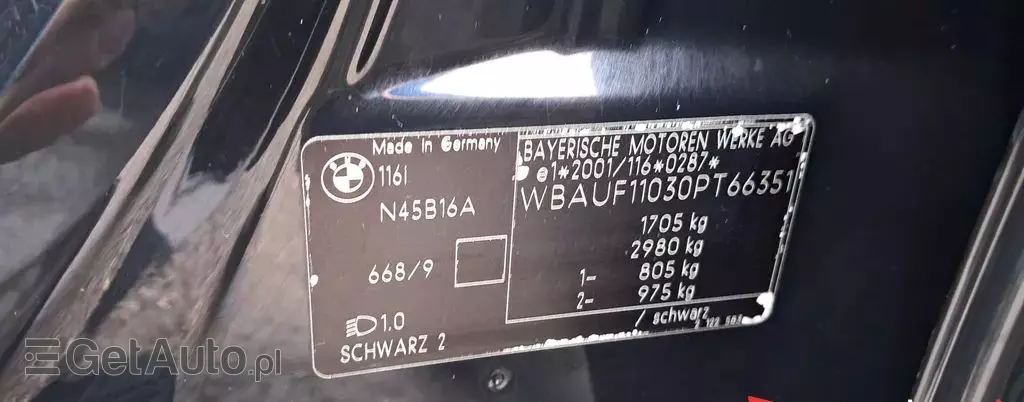 Made in Germany
116I
N45B16A
668/9
1.0
SCHWARZ 2
BAYERISCHE MOTOREN WERKE AG
e1*2001/116*0287*
WBAUF11030PT66351
1705 kg
2980 kg
1- 805 kg
2- 975 kg
/ schwarz
GetAuto.pl